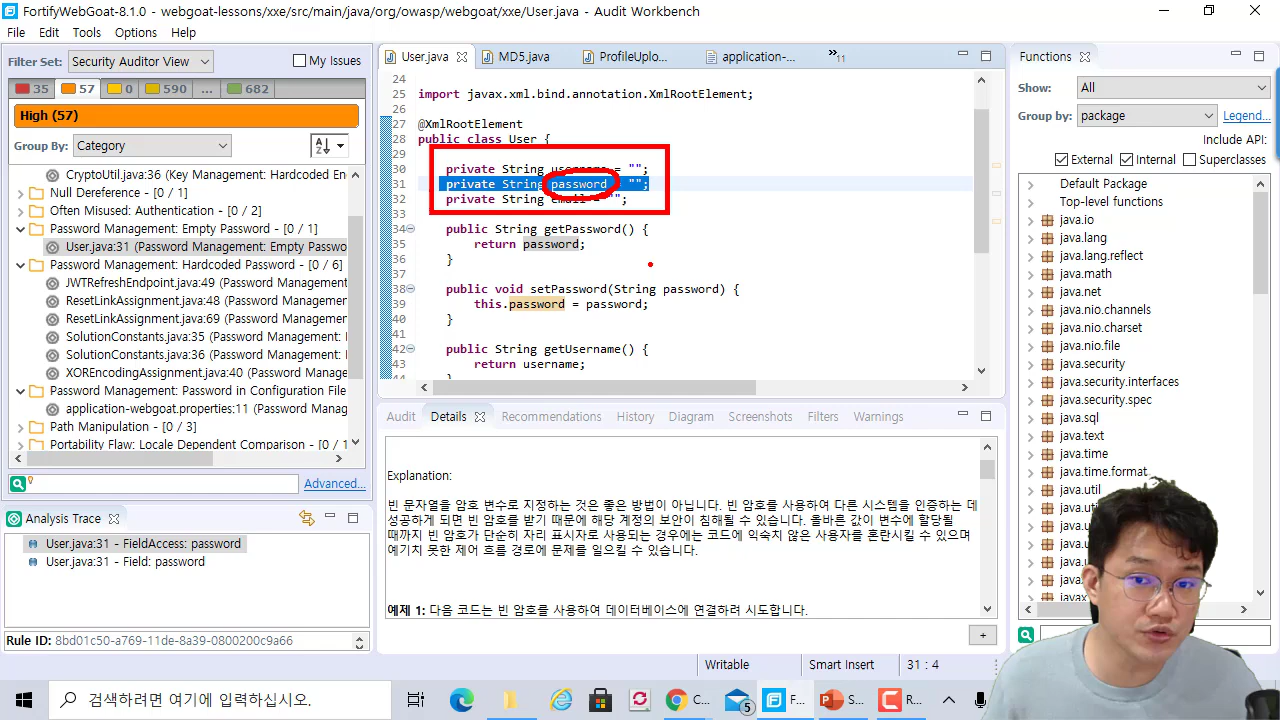 FortifyWebGoat-8.1.0 - webgoat-lessons/xxe/src/main/java/org/owasp/webgoat/xxe/User.java - Audit Workbench
File Edit Tools Options Help
Filter Set: Security Auditor View My Issues
35 57 0 590 ... 682
High (57)
Group By: Category
CryptoUtil.java:36 (Key Management: Hardcoded En
Null Dereference - [0 / 1]
Often Misused: Authentication - [0 / 2]
Password Management: Empty Password - [0 / 1]
User.java:31 (Password Management: Empty Passwo
Password Management: Hardcoded Password - [0 / 6]
JWTRefreshEndpoint.java:49 (Password Management
ResetLinkAssignment.java:48 (Password Managemen
ResetLinkAssignment.java:69 (Password Managemen
SolutionConstants.java:35 (Password Management: I
SolutionConstants.java:36 (Password Management: I
XOREncodingAssignment.java:40 (Password Manage
Password Management: Password in Configuration File
application-webgoat.properties:11 (Password Manag
Path Manipulation - [0 / 3]
Portability Flaw: Locale Dependent Comparison - [0 / 1
Advanced...
Analysis Trace
User.java:31 - FieldAccess: password
User.java:31 - Field: password
Rule ID: 8bd01c50-a769-11de-8a39-0800200c9a66
User.java MD5.java ProfileUplo... application-... 11
24
25 import javax.xml.bind.annotation.XmlRootElement;
26
27 @XmlRootElement
28 public class User {
29
30 private String username = "";
31 private String password = "";
32 private String email = "";
33
34 public String getPassword() {
35 return password;
36 }
37
38 public void setPassword(String password) {
39 this.password = password;
40 }
41
42 public String getUsername() {
43 return username;
Audit Details Recommendations History Diagram Screenshots Filters Warnings
Explanation:
빈 문자열을 암호 변수로 지정하는 것은 좋은 방법이 아닙니다. 빈 암호를 사용하여 다른 시스템을 인증하는 데
성공하게 되면 빈 암호를 받기 때문에 해당 계정의 보안이 침해될 수 있습니다. 올바른 값이 변수에 할당될
때까지 빈 암호가 단순히 자리 표시자로 사용되는 경우에는 코드에 익숙지 않은 사용자를 혼란시킬 수 있으며
예기치 못한 제어 흐름 경로에 문제를 일으킬 수 있습니다.
예제 1: 다음 코드는 빈 암호를 사용하여 데이터베이스에 연결하려 시도합니다.
+
Writable Smart Insert 31 : 4
Functions
Show: All
Group by: package Legend...
Include API:
External Internal Superclasses
Default Package
Top-level functions
java.io
java.lang
java.lang.reflect
java.math
java.net
java.nio.channels
java.nio.charset
java.nio.file
java.security
java.security.interfaces
java.security.spec
java.sql
java.text
java.time
java.time.format
java.util
java.uti
java.u
java.u
java.u
java.
javax
검색하려면 여기에 입력하십시오.
C... 5 F... S... R...